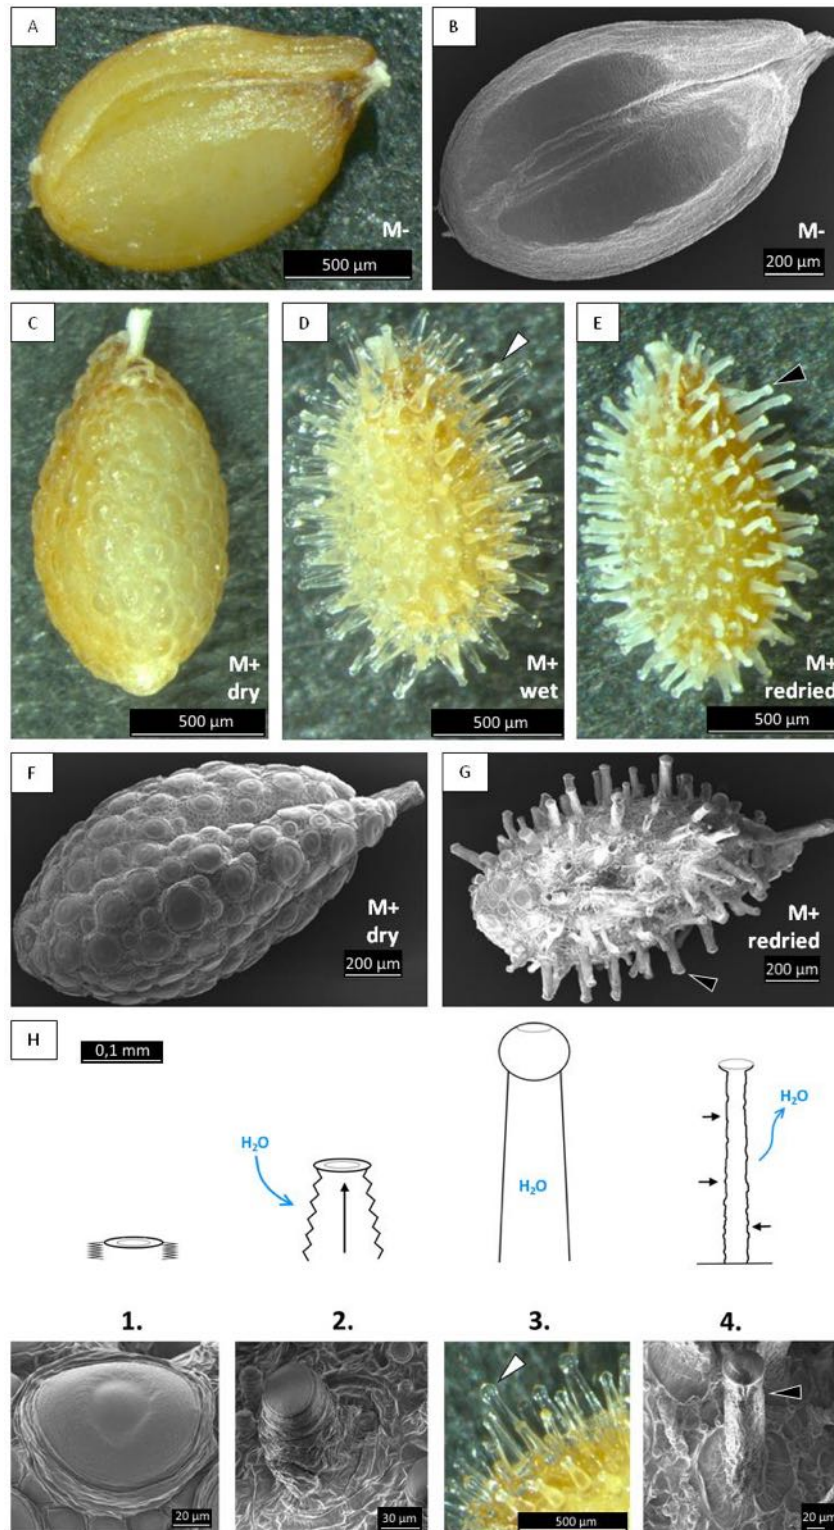 A
M-
500 µm
B
M-
200 µm
C
M+
dry
500 µm
D
M+
wet
500 µm
E
M+
redried
500 µm
F
M+
dry
200 µm
G
M+
redried
200 µm
H
0,1 mm
H₂O
H₂O
H₂O
1.
2.
3.
4.
20 µm
30 µm
500 µm
20 µm